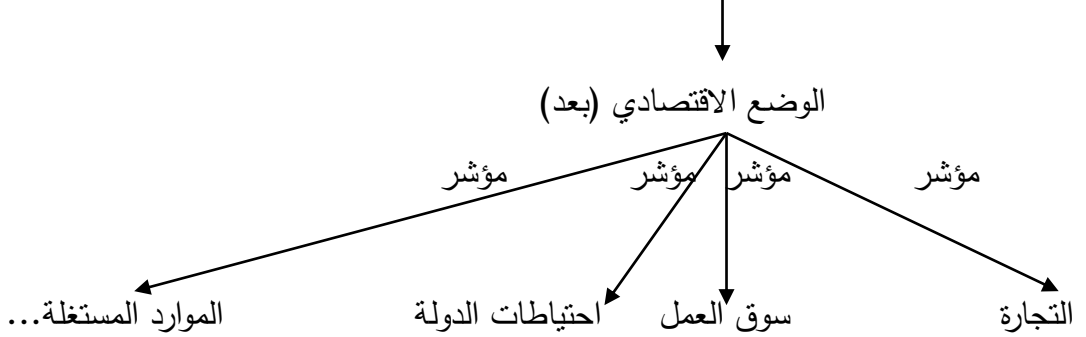 الوضع الاقتصادي (بعد)
مؤشر مؤشر مؤشر مؤشر
التجارة سوق العمل احتياطات الدولة الموارد المستغلة...